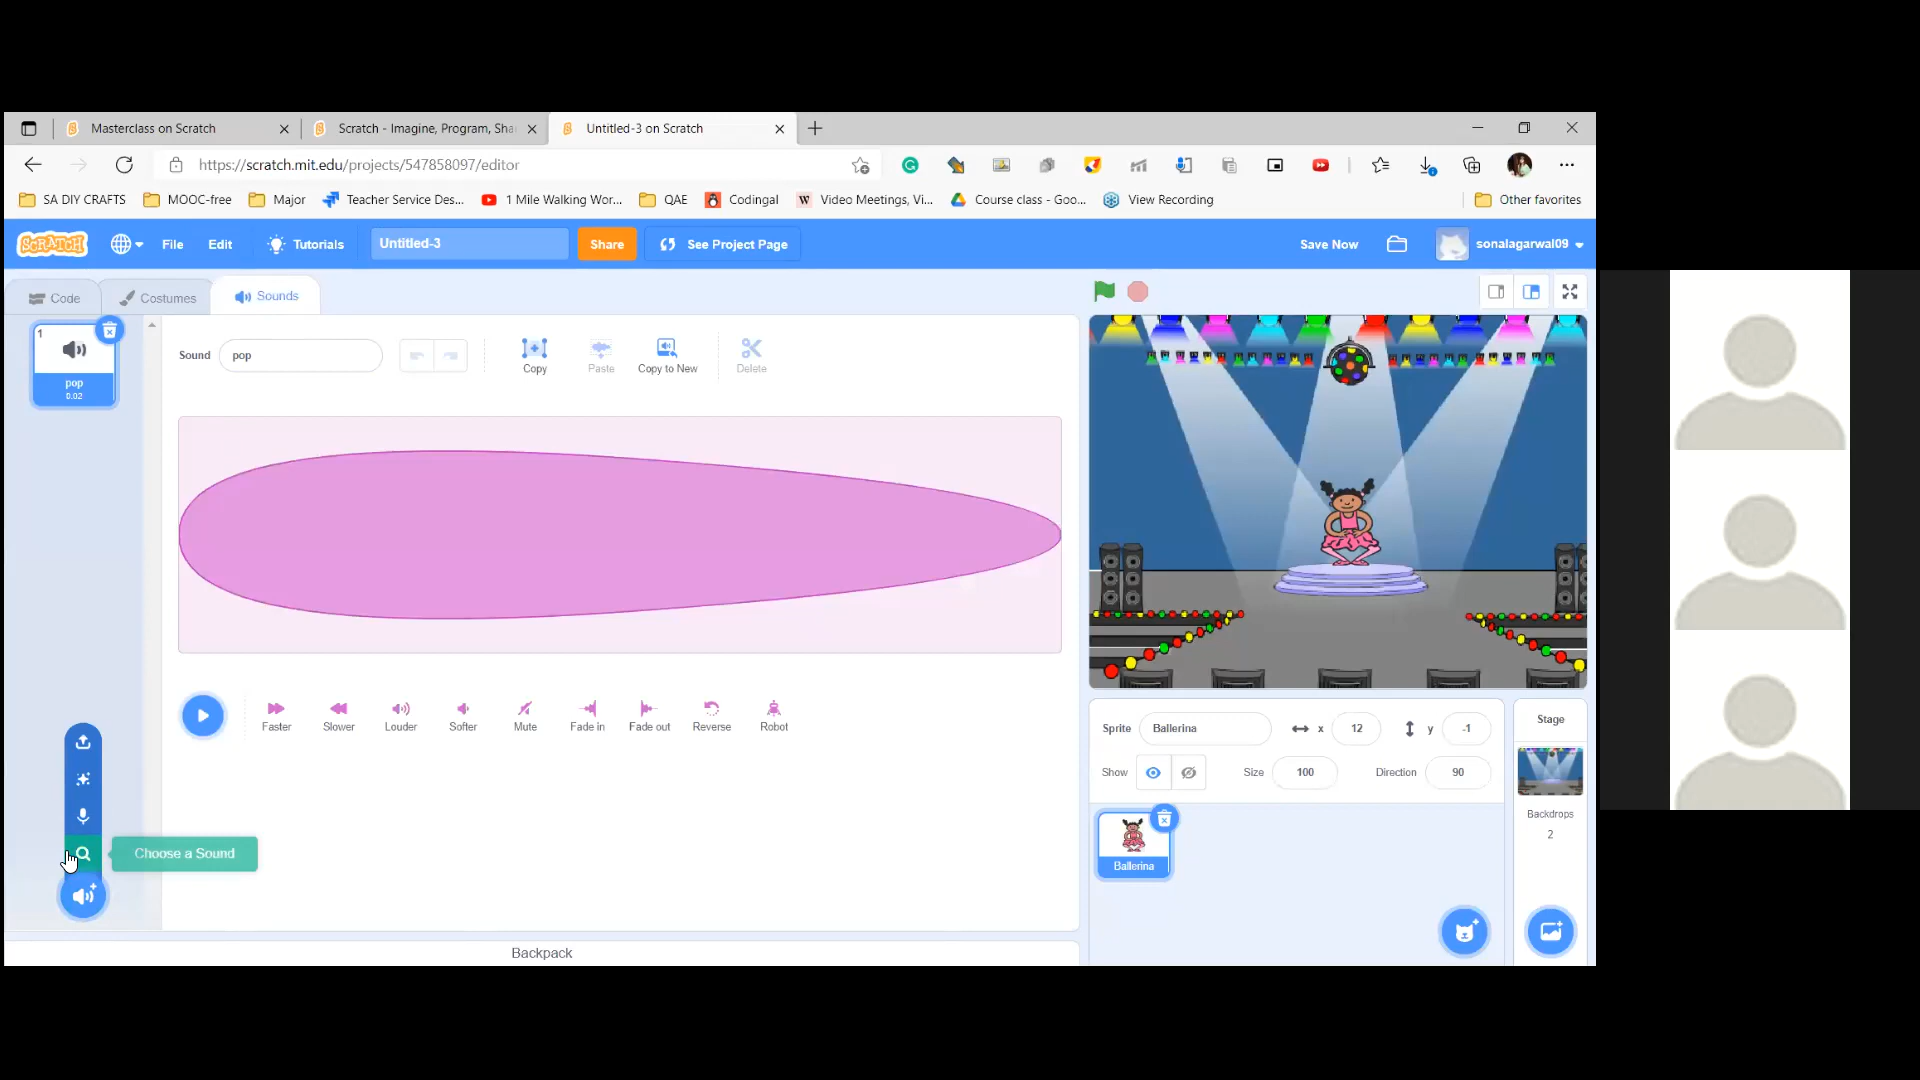 Masterclass on Scratch
Scratch - Imagine, Program, Sha
Untitled-3 on Scratch
https://scratch.mit.edu/projects/547858097/editor
SA DIY CRAFTS
MOOC-free
Major
Teacher Service Des...
1 Mile Walking Wor...
QAE
Codingal
Video Meetings, Vi...
Course class - Goo...
View Recording
Other favorites
SCRATCH
File
Edit
Tutorials
Untitled-3
Share
See Project Page
Save Now
sonalagarwal09
Code
Costumes
Sounds
1
pop
0.02
Sound
pop
Copy
Paste
Copy to New
Delete
Faster
Slower
Louder
Softer
Mute
Fade in
Fade out
Reverse
Robot
Choose a Sound
Backpack
Sprite
Ballerina
x
12
y
-1
Show
Size
100
Direction
90
Ballerina
Stage
Backdrops
2